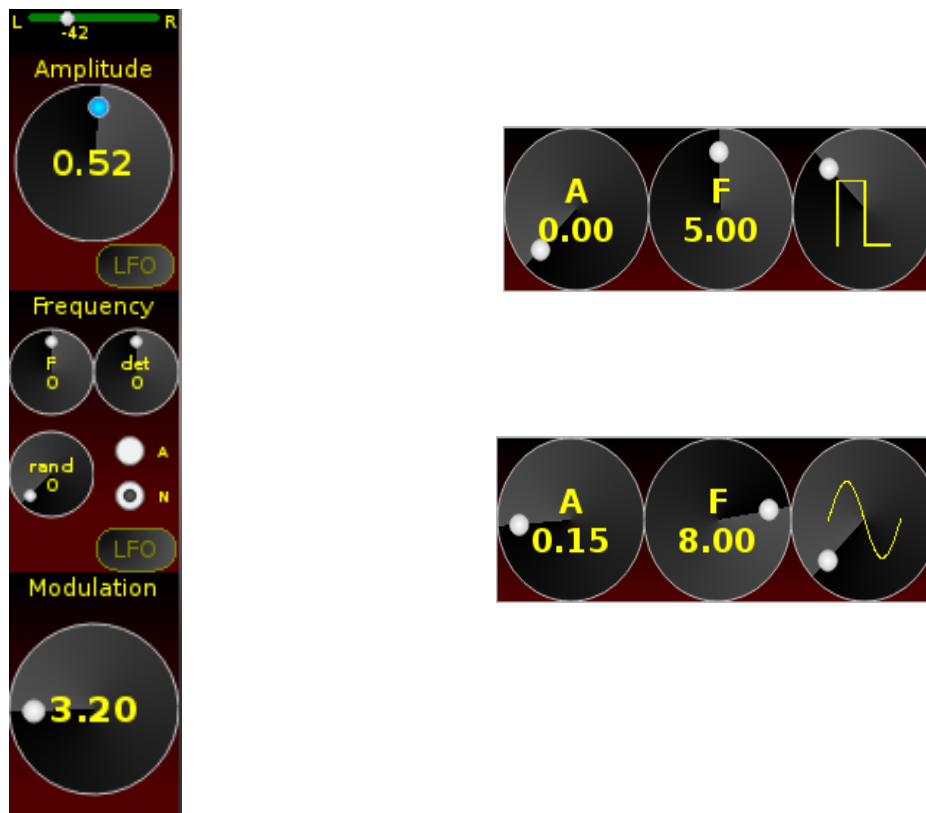 L R
-42
Amplitude
0.52
LFO
Frequency
F det
0 0
rand A
0
N
LFO
Modulation
3.20
A F
0.00 5.00
A F
0.15 8.00